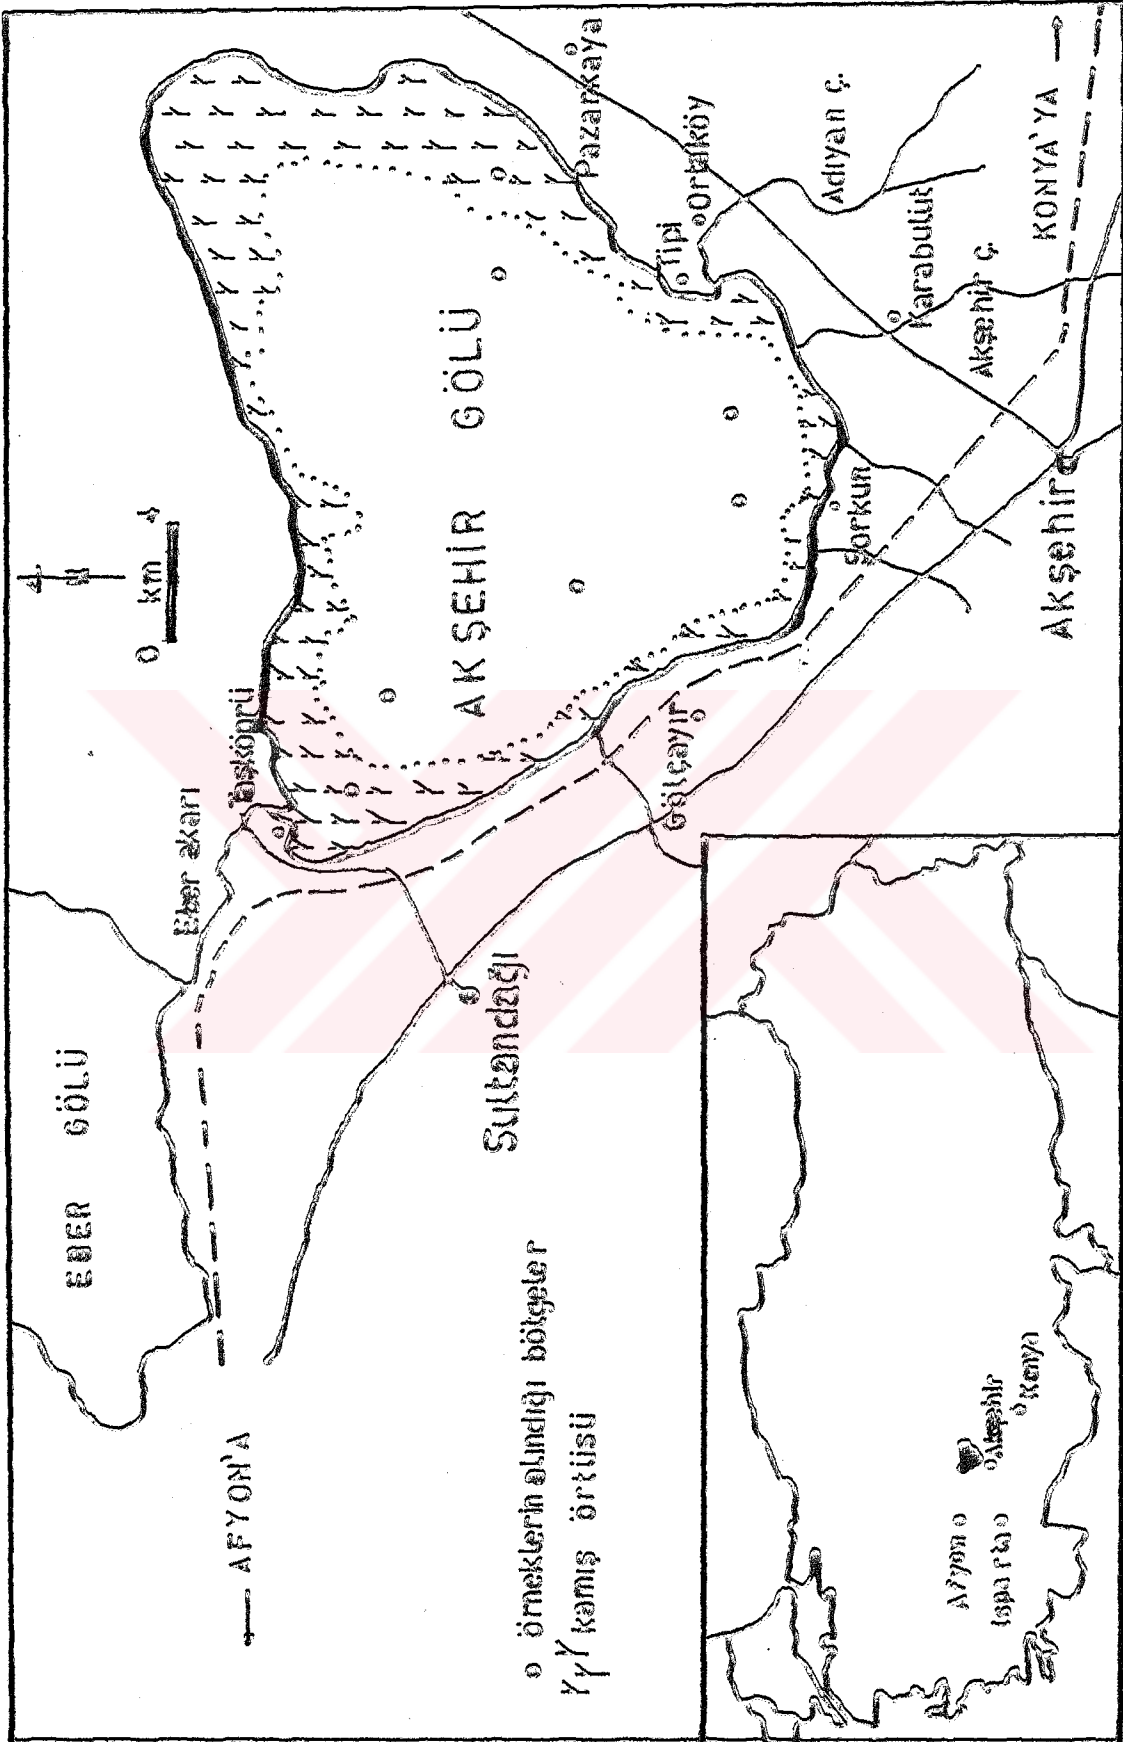 EBER GÖLÜ
Eber akarı
Taşköprü
0 km 4
AKŞEHİR GÖLÜ
AFYON'A
Sultandağı
Gölçayır
Sorkun
Tipi
Ortaköy
Pazarkaya
Adıyan ç.
Karabulut
Akşehir ç.
Akşehir
KONYA'YA
o örneklerin alındığı bölgeler
kamış örtüsü
Afyon
Isparta
Akşehir
Konya